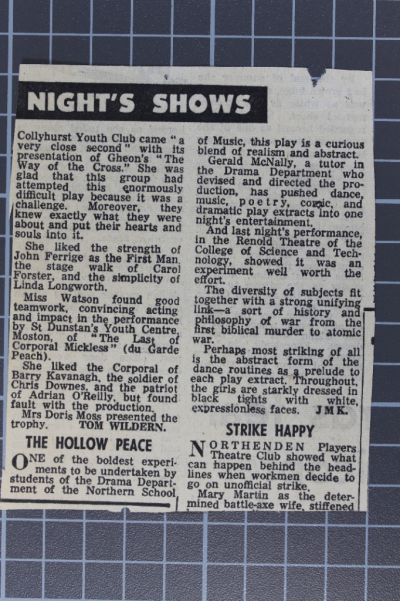 NIGHT'S SHOWS
Collyhurst Youth Club came "a
very close second" with its
presentation of Gheon's "The
Way of the Cross." She was
glad that this group had
attempted this enormously
difficult play because it was a
challenge. Moreover, they
knew exactly what they were
about and put their hearts and
souls into it.
She liked the strength of
John Ferrige as the First Man,
the stage walk of Carol
Forster, and the simplicity of
Linda Longworth.
Miss Watson found good
teamwork, convincing acting
and impact in the performance
by St Dunstan's Youth Centre,
Moston, of "The Last of
Corporal Mickless" (du Garde
Peach).
She liked the Corporal of
Barry Kavanagh, the soldier of
Chris Downes, and the patriot
of Adrian O'Reilly, but found
fault with the production.
Mrs Doris Moss presented the
trophy. TOM WILDERN.
THE HOLLOW PEACE
ONE of the boldest experi-
ments to be undertaken by
students of the Drama Depart-
ment of the Northern School
of Music, this play is a curious
blend of realism and abstract.
Gerald McNally, a tutor in
the Drama Department who
devised and directed the pro-
duction, has pushed dance,
music, poetry, comic, and
dramatic play extracts into one
night's entertainment.
And last night's performance,
in the Renold Theatre of the
College of Science and Tech-
nology, showed it was an
experiment well worth the
effort.
The diversity of subjects fit
together with a strong unifying
link—a sort of history and
philosophy of war from the
first biblical murder to atomic
war.
Perhaps most striking of all
is the abstract form of the
dance routines as a prelude to
each play extract. Throughout,
the girls are starkly dressed in
black tights with white,
expressionless faces. JMK.
STRIKE HAPPY
NORTHENDEN Players
Theatre Club showed what
can happen behind the head-
lines when workmen decide to
go on unofficial strike.
Mary Martin as the deter-
mined battle-axe wife, stiffened